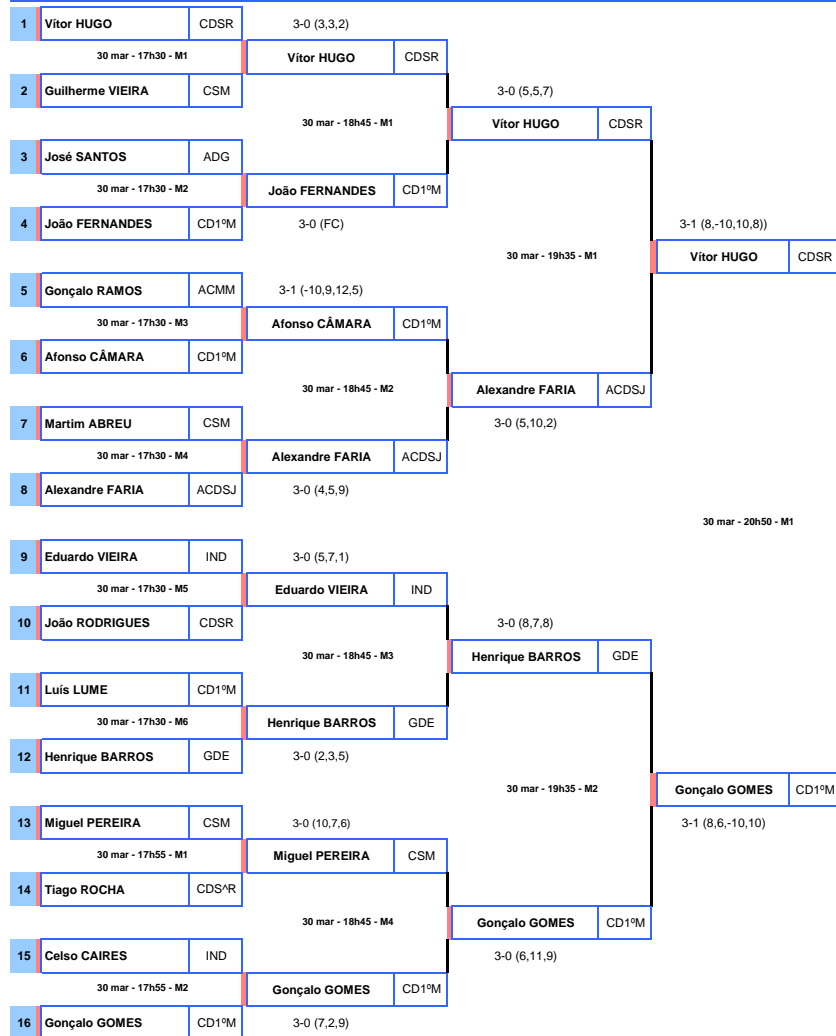 1 Vítor HUGO CDSR 3-0 (3,3,2)
30 mar - 17h30 - M1 Vítor HUGO CDSR
2 Guilherme VIEIRA CSM 3-0 (5,5,7)
30 mar - 18h45 - M1 Vítor HUGO CDSR
3 José SANTOS ADG
30 mar - 17h30 - M2 João FERNANDES CD1ºM
4 João FERNANDES CD1ºM 3-0 (FC) 3-1 (8,-10,10,8))
30 mar - 19h35 - M1 Vítor HUGO CDSR
5 Gonçalo RAMOS ACMM 3-1 (-10,9,12,5)
30 mar - 17h30 - M3 Afonso CÂMARA CD1ºM
6 Afonso CÂMARA CD1ºM
30 mar - 18h45 - M2 Alexandre FARIA ACDSJ
7 Martim ABREU CSM 3-0 (5,10,2)
30 mar - 17h30 - M4 Alexandre FARIA ACDSJ
8 Alexandre FARIA ACDSJ 3-0 (4,5,9)
30 mar - 20h50 - M1
9 Eduardo VIEIRA IND 3-0 (5,7,1)
30 mar - 17h30 - M5 Eduardo VIEIRA IND
10 João RODRIGUES CDSR 3-0 (8,7,8)
30 mar - 18h45 - M3 Henrique BARROS GDE
11 Luís LUME CD1ºM
30 mar - 17h30 - M6 Henrique BARROS GDE
12 Henrique BARROS GDE 3-0 (2,3,5)
30 mar - 19h35 - M2 Gonçalo GOMES CD1ºM
13 Miguel PEREIRA CSM 3-0 (10,7,6) 3-1 (8,6,-10,10)
30 mar - 17h55 - M1 Miguel PEREIRA CSM
14 Tiago ROCHA CDS^R
30 mar - 18h45 - M4 Gonçalo GOMES CD1ºM
15 Celso CAIRES IND 3-0 (6,11,9)
30 mar - 17h55 - M2 Gonçalo GOMES CD1ºM
16 Gonçalo GOMES CD1ºM 3-0 (7,2,9)